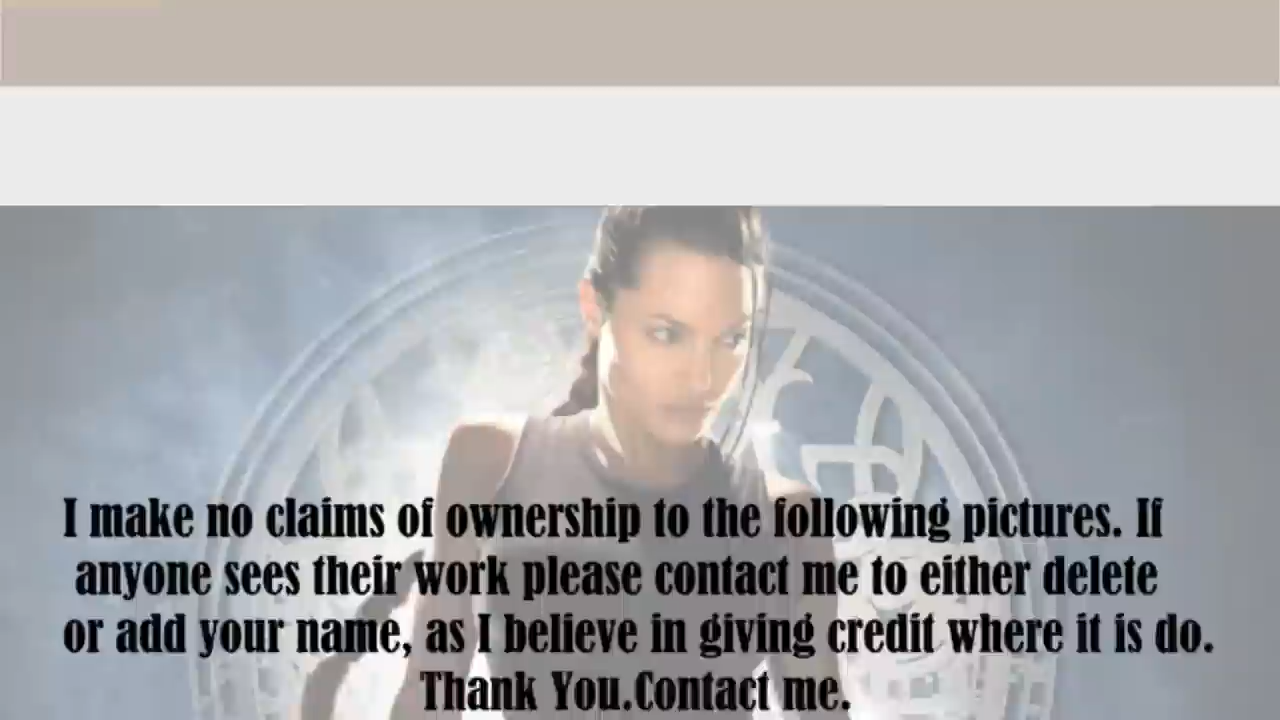 I make no claims of ownership to the following pictures. If
anyone sees their work please contact me to either delete
or add your name, as I believe in giving credit where it is do.
Thank You.Contact me.